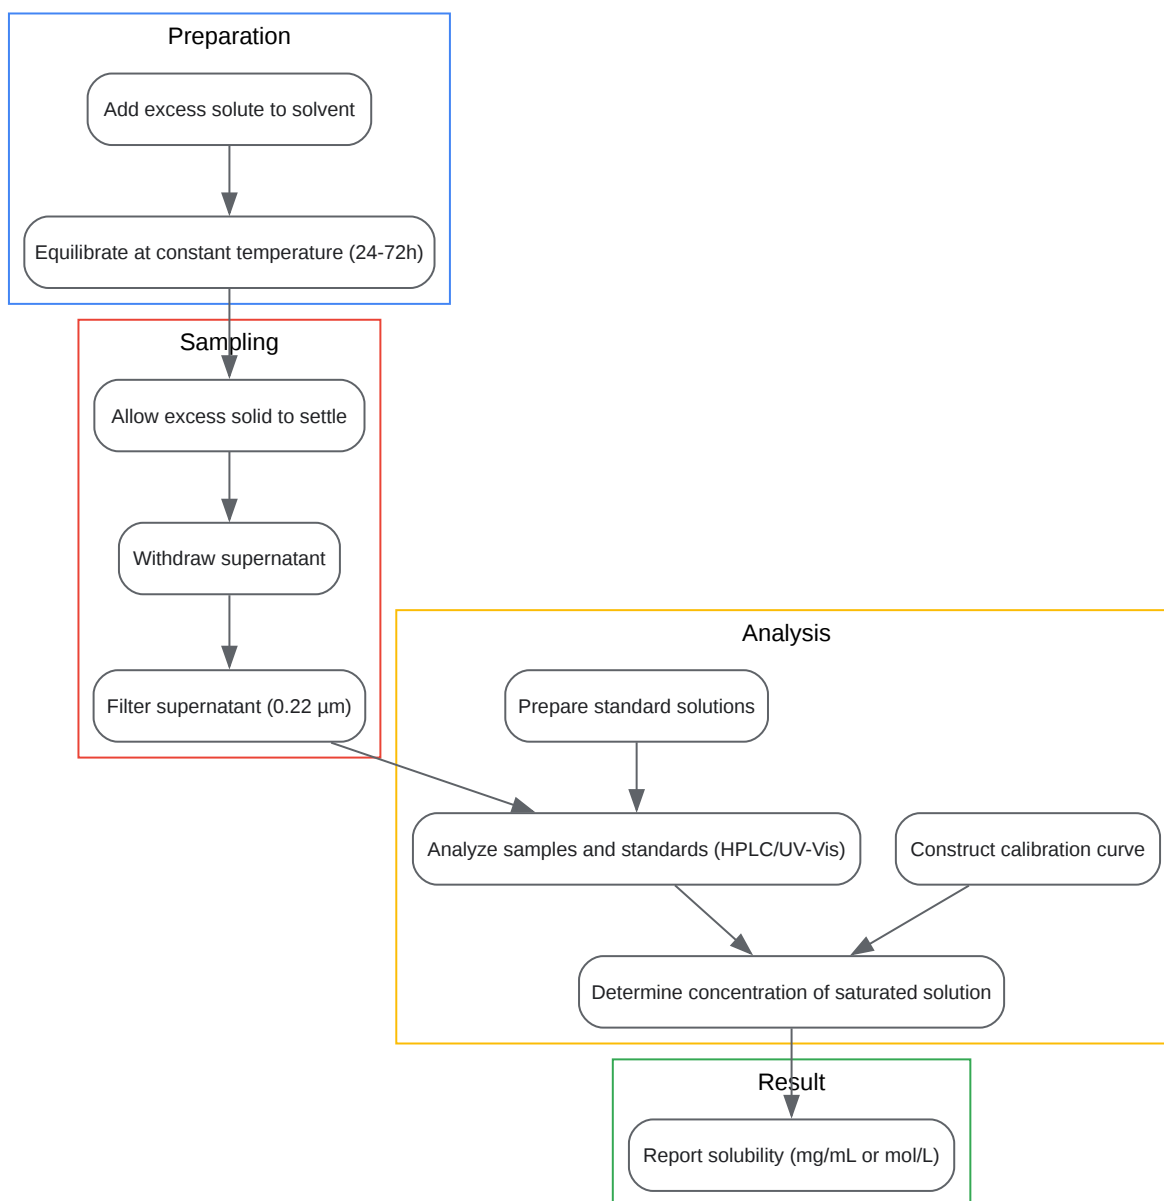 Preparation
Add excess solute to solvent
Equilibrate at constant temperature (24-72h)
Sampling
Allow excess solid to settle
Withdraw supernatant
Filter supernatant (0.22 µm)
Analysis
Prepare standard solutions
Analyze samples and standards (HPLC/UV-Vis)
Construct calibration curve
Determine concentration of saturated solution
Result
Report solubility (mg/mL or mol/L)